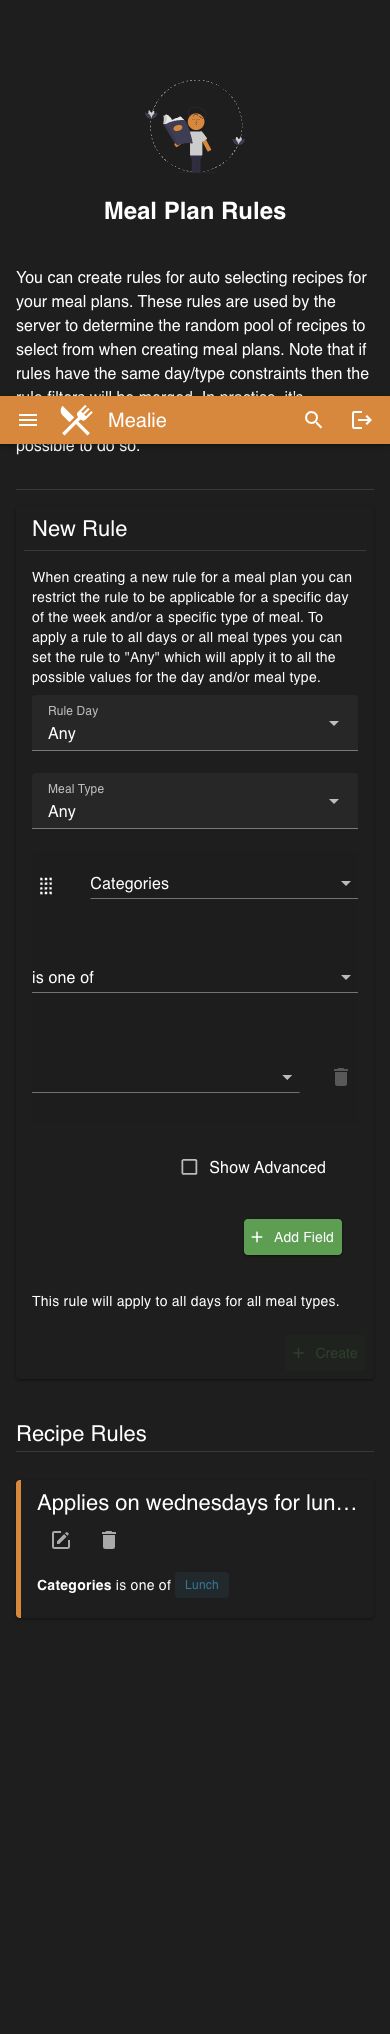 Meal Plan Rules
You can create rules for auto selecting recipes for
your meal plans. These rules are used by the
server to determine the random pool of recipes to
select from when creating meal plans. Note that if
rules have the same day/type constraints then the
rule filters will be merged. In practice, it's
Mealie
possible to do so.
New Rule
When creating a new rule for a meal plan you can
restrict the rule to be applicable for a specific day
of the week and/or a specific type of meal. To
apply a rule to all days or all meal types you can
set the rule to "Any" which will apply it to all the
possible values for the day and/or meal type.
Rule Day
Any
Meal Type
Any
Categories
is one of
Show Advanced
Add Field
This rule will apply to all days for all meal types.
Create
Recipe Rules
Applies on wednesdays for lun...
Categories is one of Lunch